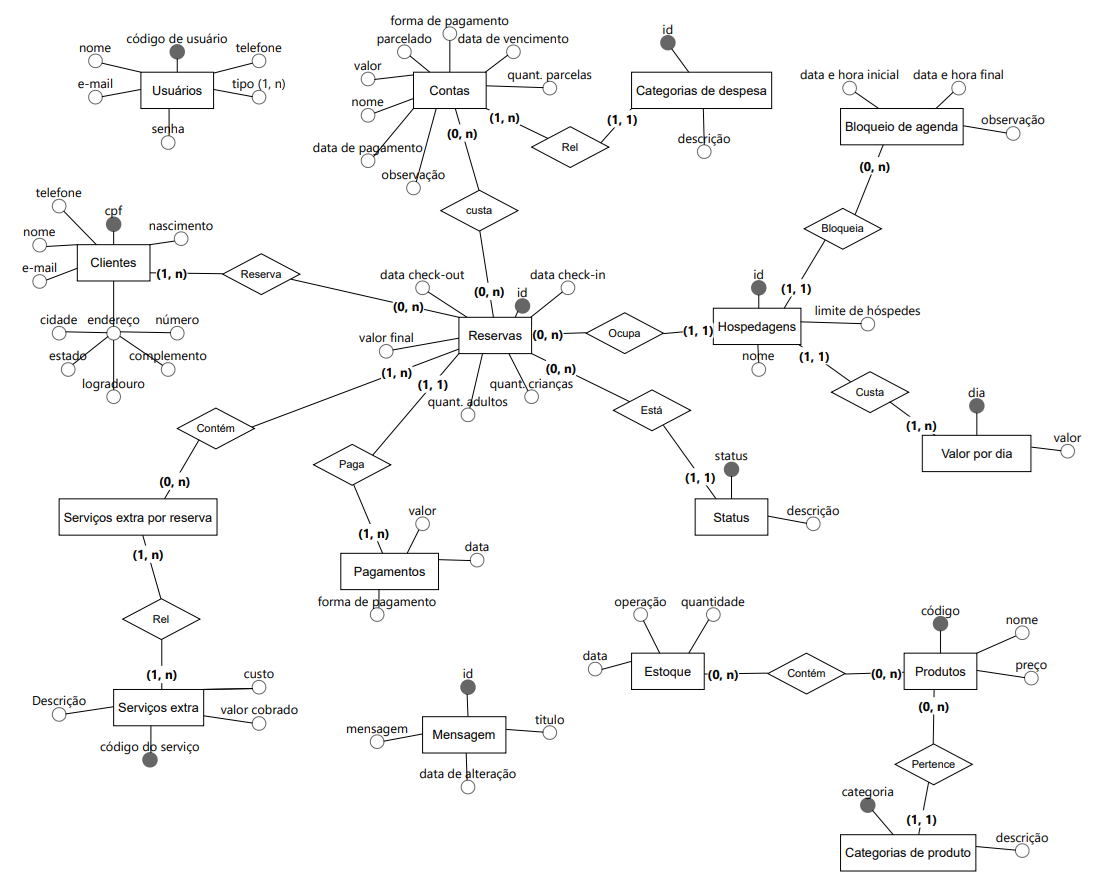 forma de pagamento
código de usuário
nome
telefone
parcelado
data de vencimento
id
valor
quant. parcelas
data e hora inicial
data e hora final
e-mail
Usuários
tipo (1, n)
Contas
Categorias de despesa
nome
observação
senha
(1, n)
(1, 1)
Bloqueio de agenda
(0, n)
data de pagamento
Rel
descrição
observação
(0, n)
telefone
cpf
nascimento
custa
nome
Bloqueia
Clientes
e-mail
(1, n)
Reserva
data check-out
data check-in
id
(1, 1)
(0, n)
id
(0, n)
limite de hóspedes
cidade
endereço
número
valor final
Reservas
(0, n)
Ocupa
(1, 1)
Hospedagens
estado
complemento
nome
(1, 1)
(1, n)
(1, 1)
(0, n)
logradouro
quant. crianças
quant. adultos
Custa
dia
Contém
Está
(1, n)
valor
Paga
status
Valor por dia
(0, n)
(1, 1)
Serviços extra por reserva
valor
Status
descrição
(1, n)
data
(1, n)
Pagamentos
forma de pagamento
operação
quantidade
código
nome
Rel
data
Estoque
(0, n)
Contém
(0, n)
Produtos
preço
(1, n)
custo
id
Descrição
Serviços extra
valor cobrado
mensagem
Mensagem
titulo
(0, n)
código do serviço
data de alteração
Pertence
categoria
(1, 1)
Categorias de produto
descrição